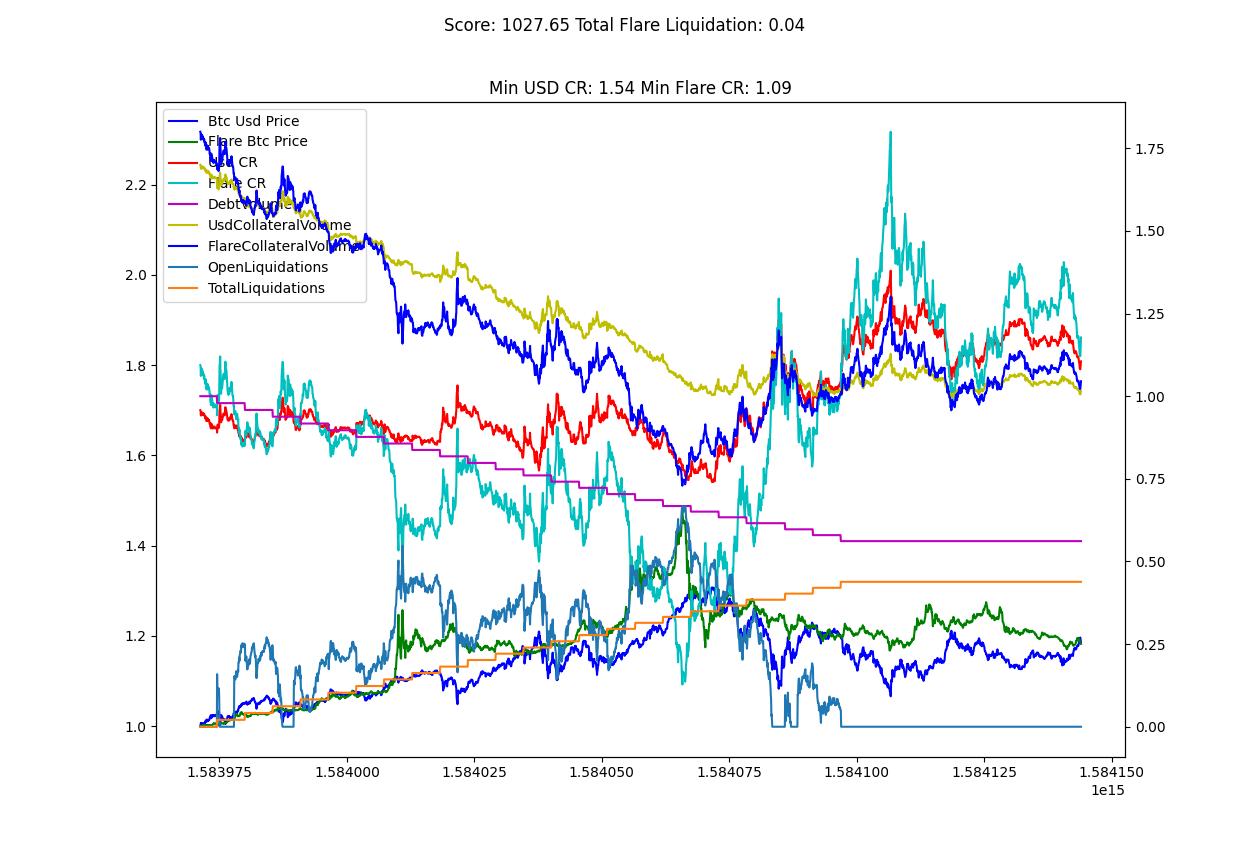 Score: 1027.65 Total Flare Liquidation: 0.04
Min USD CR: 1.54 Min Flare CR: 1.09
Btc Usd Price
Flare Btc Price
Usd CR
Flare CR
DebtVolume
UsdCollateralVolume
FlareCollateralVolume
OpenLiquidations
TotalLiquidations
2.2
2.0
1.8
1.6
1.4
1.2
1.0
1.75
1.50
1.25
1.00
0.75
0.50
0.25
0.00
1.583975 1.584000 1.584025 1.584050 1.584075 1.584100 1.584125 1.584150
1e15